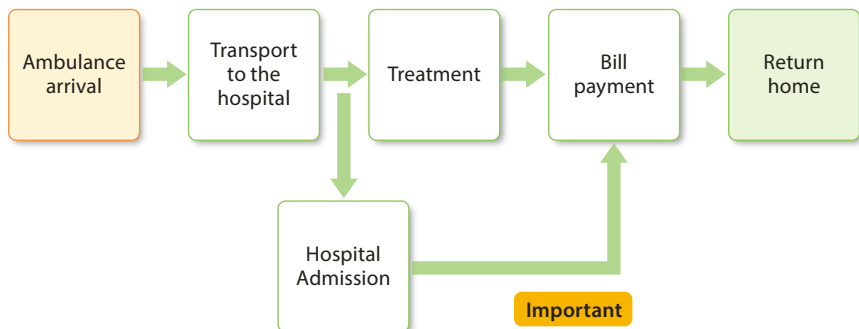 Ambulance
arrival
Transport
to the
hospital
Treatment
Bill
payment
Return
home
Hospital
Admission
Important